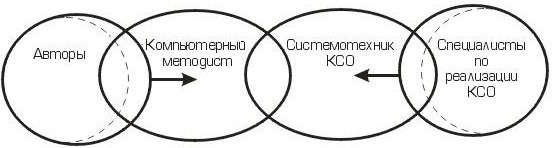 Авторы
Компьютерный
методист
Системотехник
КСО
Специалисты
по
реализации
КСО